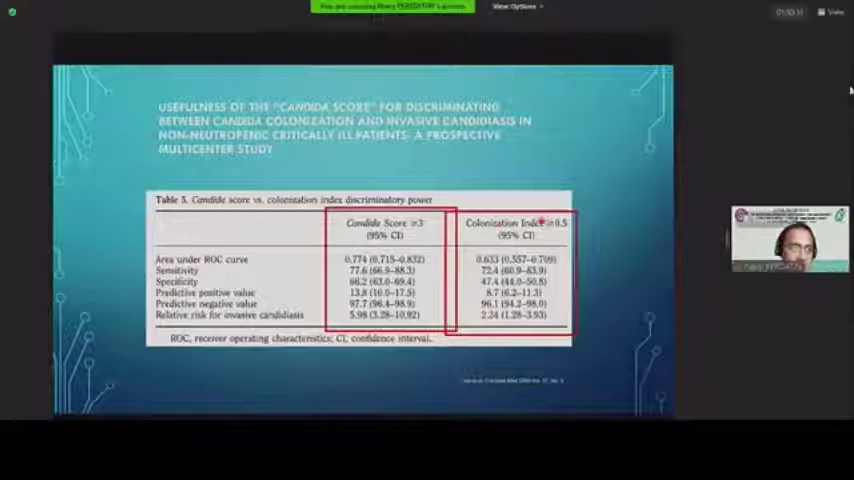 View Options
View
USEFULNESS OF THE "CANDIDA SCORE" FOR DISCRIMINATING
BETWEEN CANDIDA COLONIZATION AND INVASIVE CANDIDIASIS IN
NON-NEUTROPENIC CRITICALLY ILL PATIENTS: A PROSPECTIVE
MULTICENTER STUDY
Table 5. Candida score vs. colonization index discriminatory power
Candida Score ≥3 Colonization Index ≥0.5
(95% CI) (95% CI)
Area under ROC curve 0.774 (0.715–0.832) 0.633 (0.557–0.709)
Sensitivity 77.6 (66.9–88.3) 72.4 (60.9–83.9)
Specificity 66.2 (63.0–69.4) 47.4 (44.0–50.8)
Predictive positive value 13.8 (10.0–17.5) 8.7 (6.2–11.3)
Predictive negative value 97.7 (96.4–98.9) 96.1 (94.2–98.0)
Relative risk for invasive candidiasis 5.98 (3.28–10.92) 2.24 (1.28–3.93)
ROC, receiver operating characteristics; CI, confidence interval.